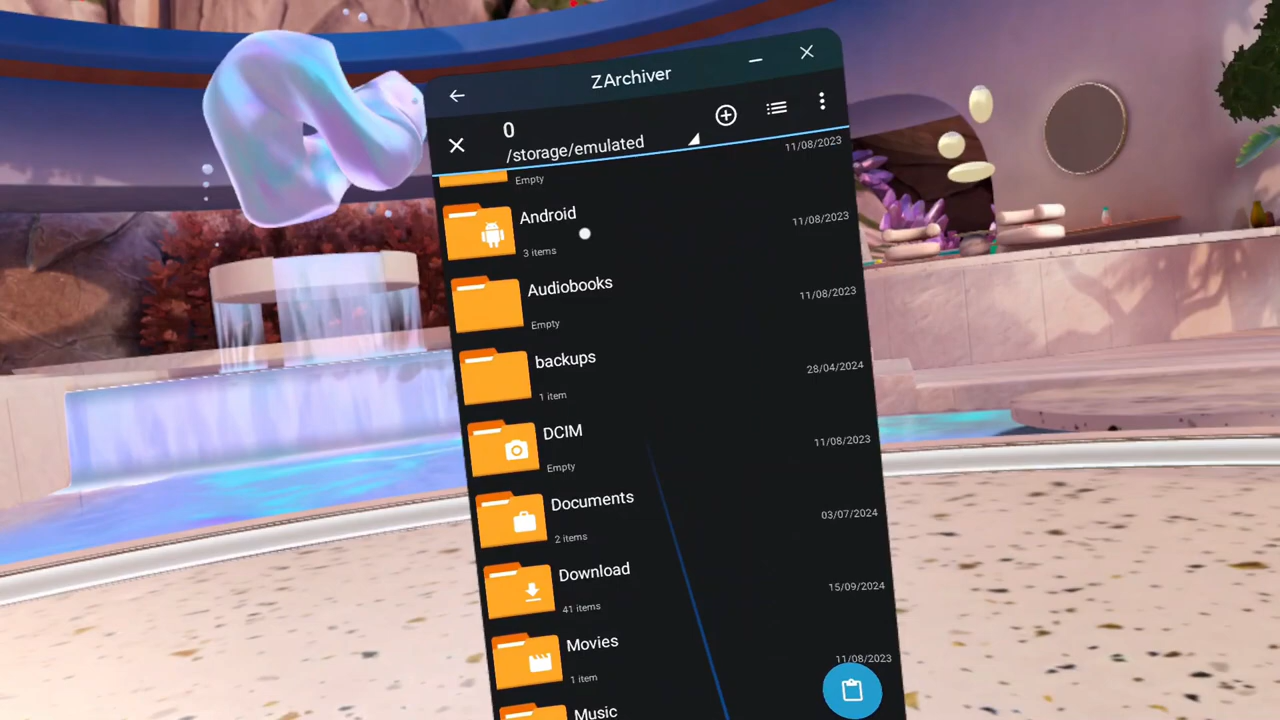 ZArchiver
0
/storage/emulated
11/08/2023
Empty
Android
3 items
11/08/2023
Audiobooks
Empty
11/08/2023
backups
1 item
28/04/2024
DCIM
Empty
11/08/2023
Documents
2 items
03/07/2024
Download
41 items
15/09/2024
Movies
1 item
11/08/2023
Music